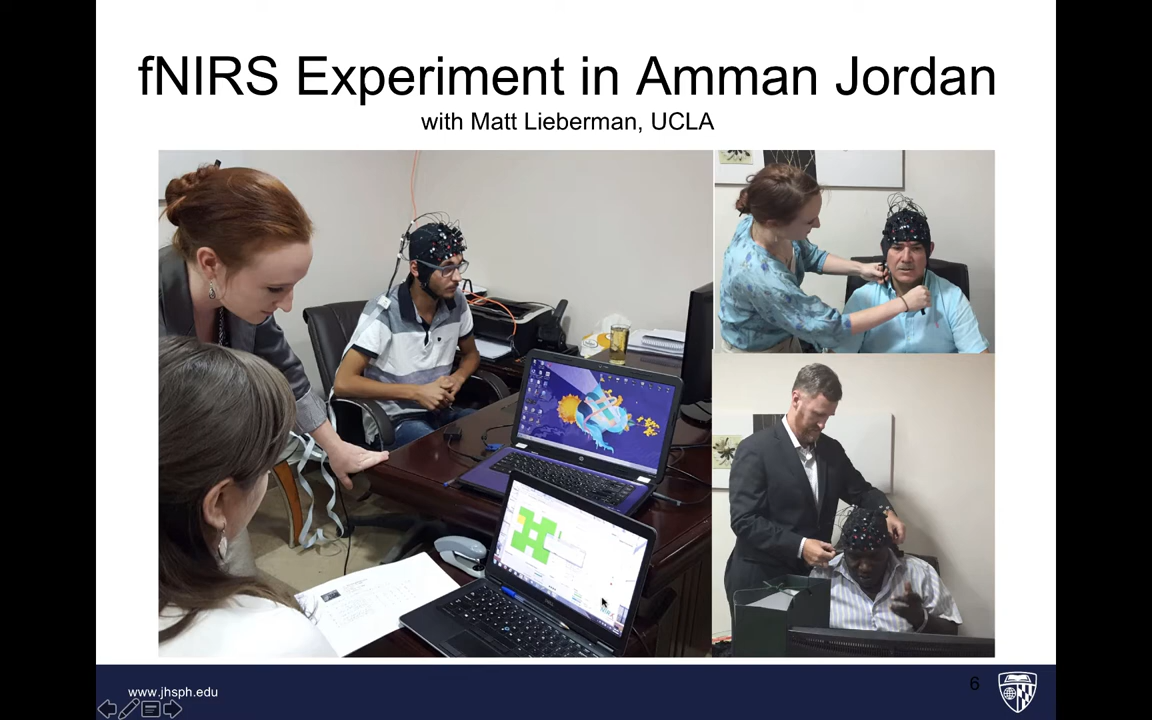 fNIRS Experiment in Amman Jordan
with Matt Lieberman, UCLA
www.jhsph.edu
6